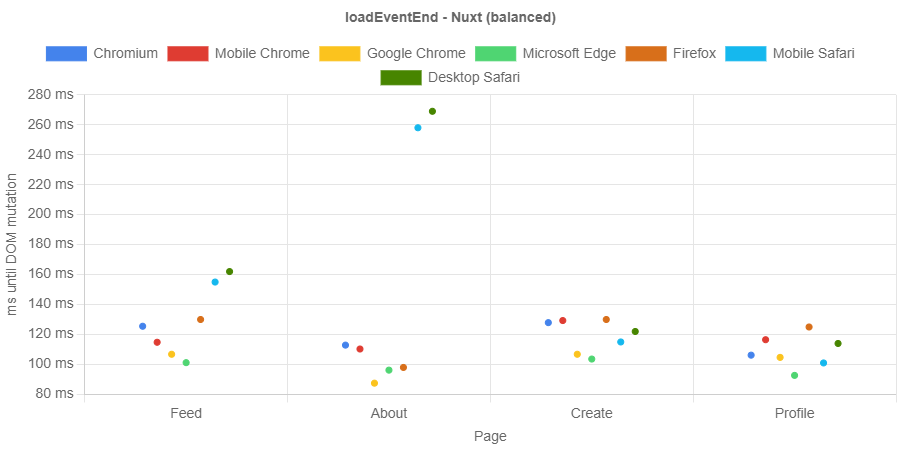 loadEventEnd - Nuxt (balanced)
Chromium Mobile Chrome Google Chrome Microsoft Edge Firefox Mobile Safari
Desktop Safari
280 ms
260 ms
240 ms
220 ms
200 ms
180 ms
160 ms
140 ms
120 ms
100 ms
80 ms
ms until DOM mutation
Feed About Create Profile
Page